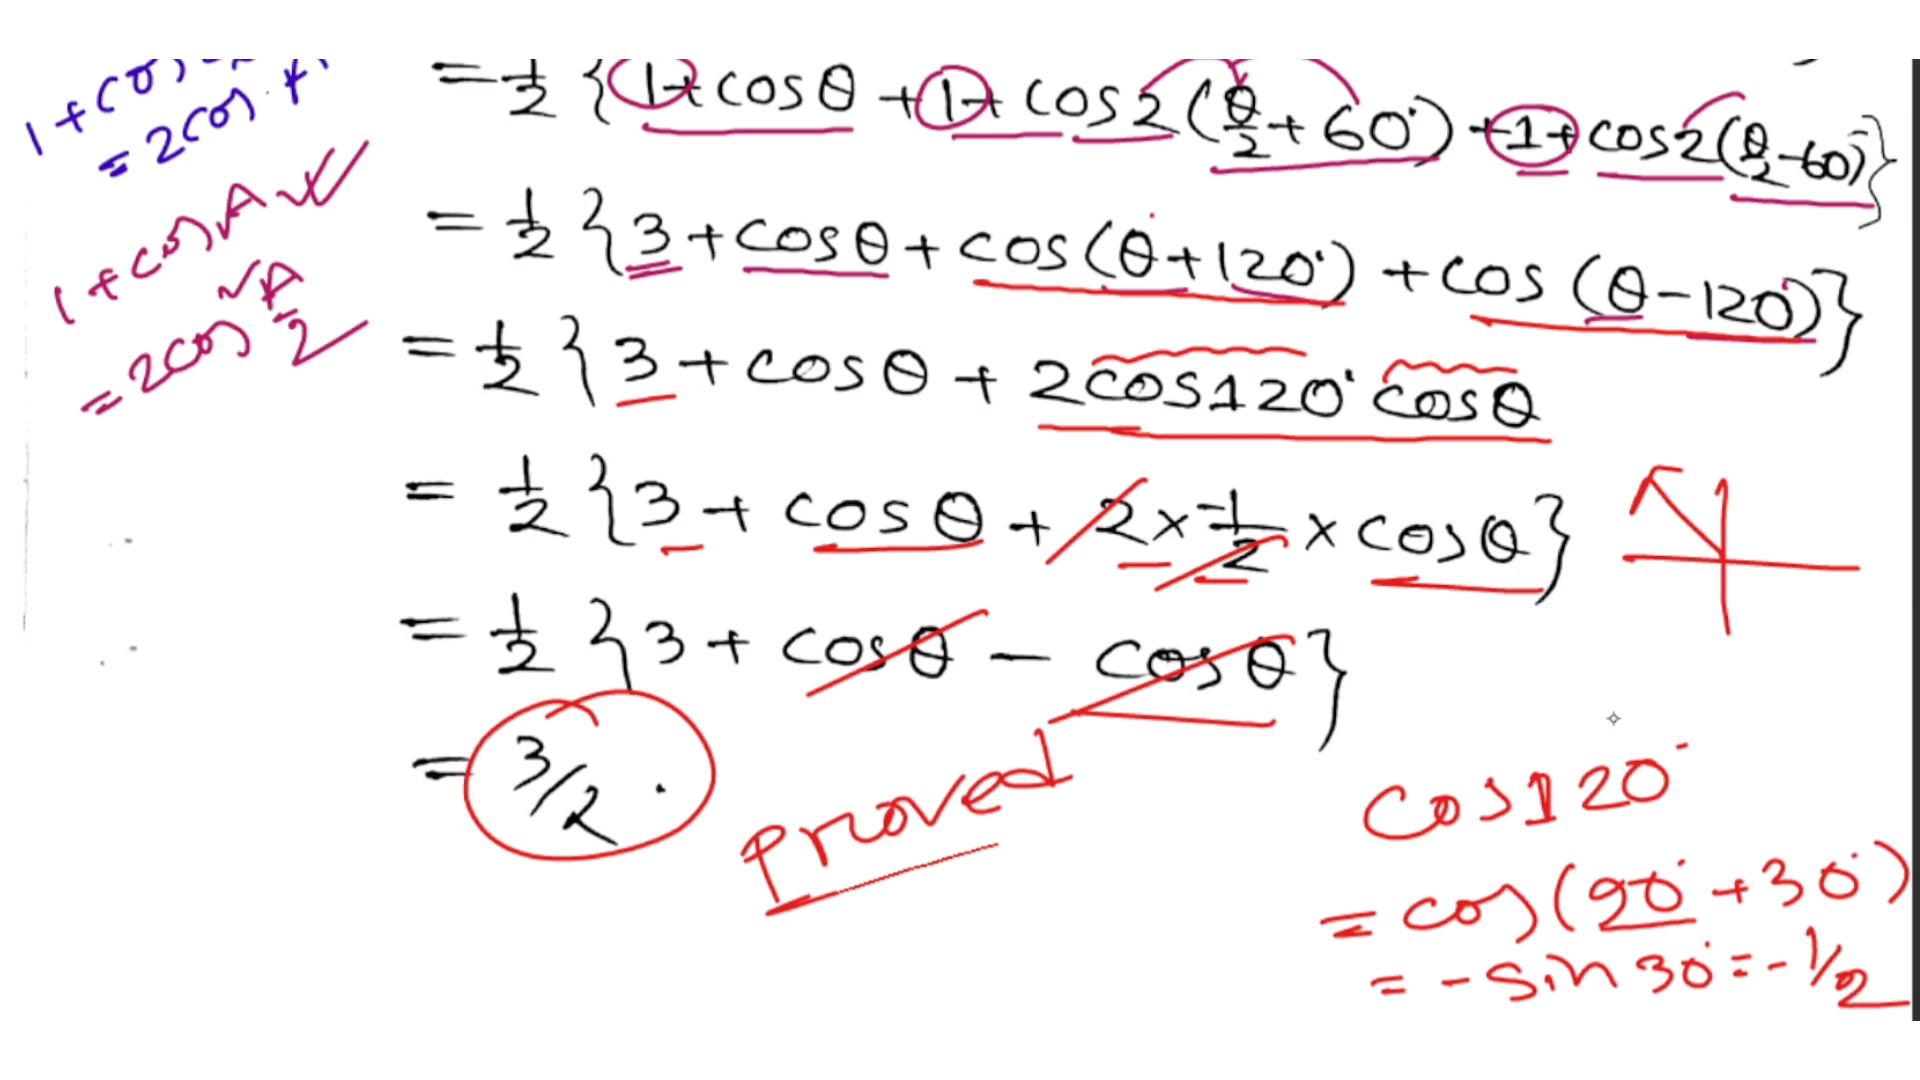 1+cos
= 2cos
1+cosA
= 2cos A/2
= 1/2 {1+cosθ +1+ cos2(θ/2+60°) +1+ cos2(θ/2-60°)}
= 1/2 {3+cosθ+cos(θ+120°)+cos(θ-120°)}
= 1/2 {3+cosθ+2cos120° cosθ
= 1/2 {3+cosθ+2×-1/2×cosθ}
= 1/2 {3+cosθ-cosθ}
= 3/2.
Proved
cos120°
= cos(90°+30°)
= -sin30°=-1/2